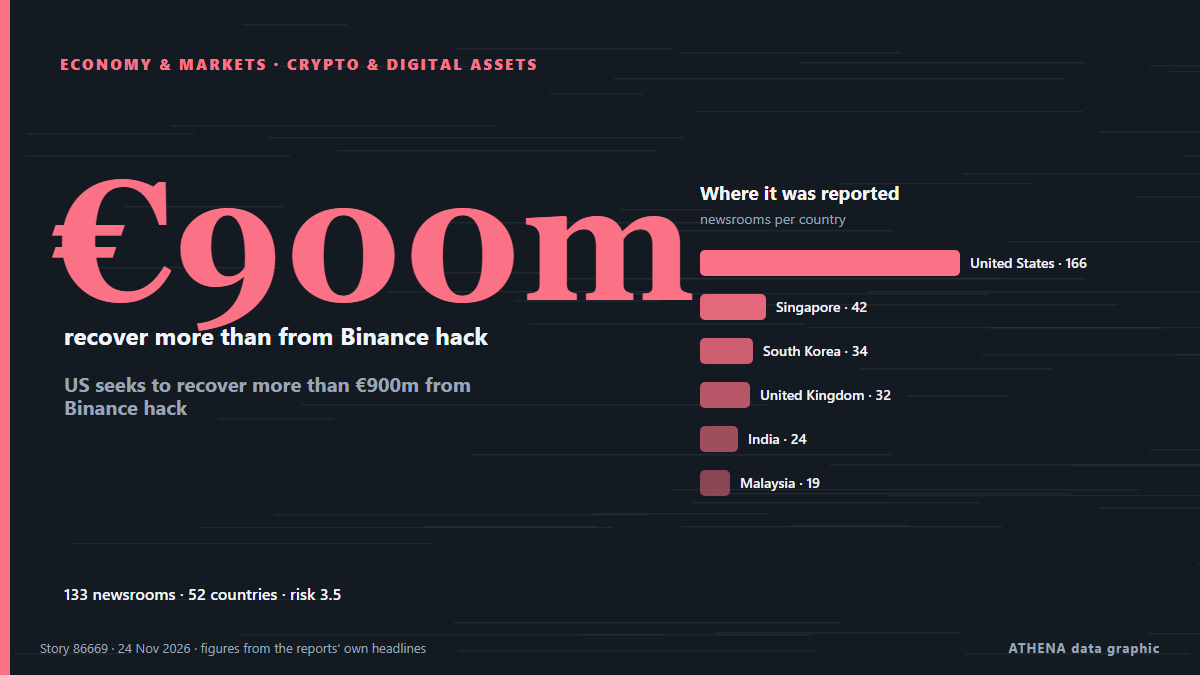 ECONOMY & MARKETS · CRYPTO & DIGITAL ASSETS
€900m
recover more than from Binance hack
US seeks to recover more than €900m from
Binance hack
Where it was reported
newsrooms per country
United States · 166
Singapore · 42
South Korea · 34
United Kingdom · 32
India · 24
Malaysia · 19
133 newsrooms · 52 countries · risk 3.5
Story 86669 · 24 Nov 2026 · figures from the reports' own headlines
ATHENA data graphic